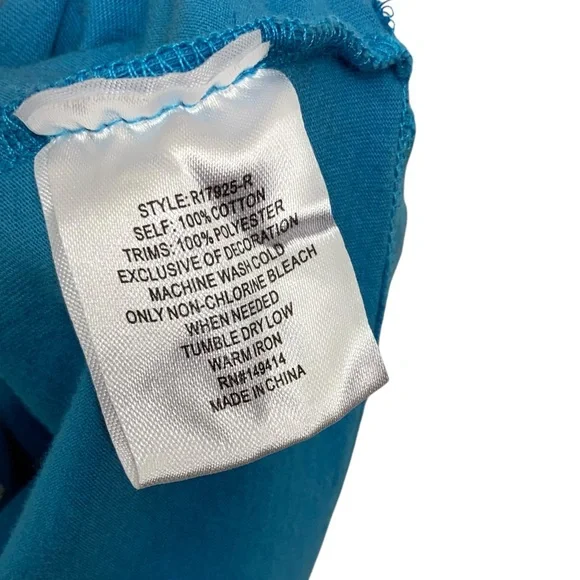 STYLE: R17925-R
SELF: 100% COTTON
TRIMS: 100% POLYESTER
EXCLUSIVE OF DECORATION
MACHINE WASH COLD
ONLY NON-CHLORINE BLEACH
WHEN NEEDED
TUMBLE DRY LOW
WARM IRON
RN#149414
MADE IN CHINA